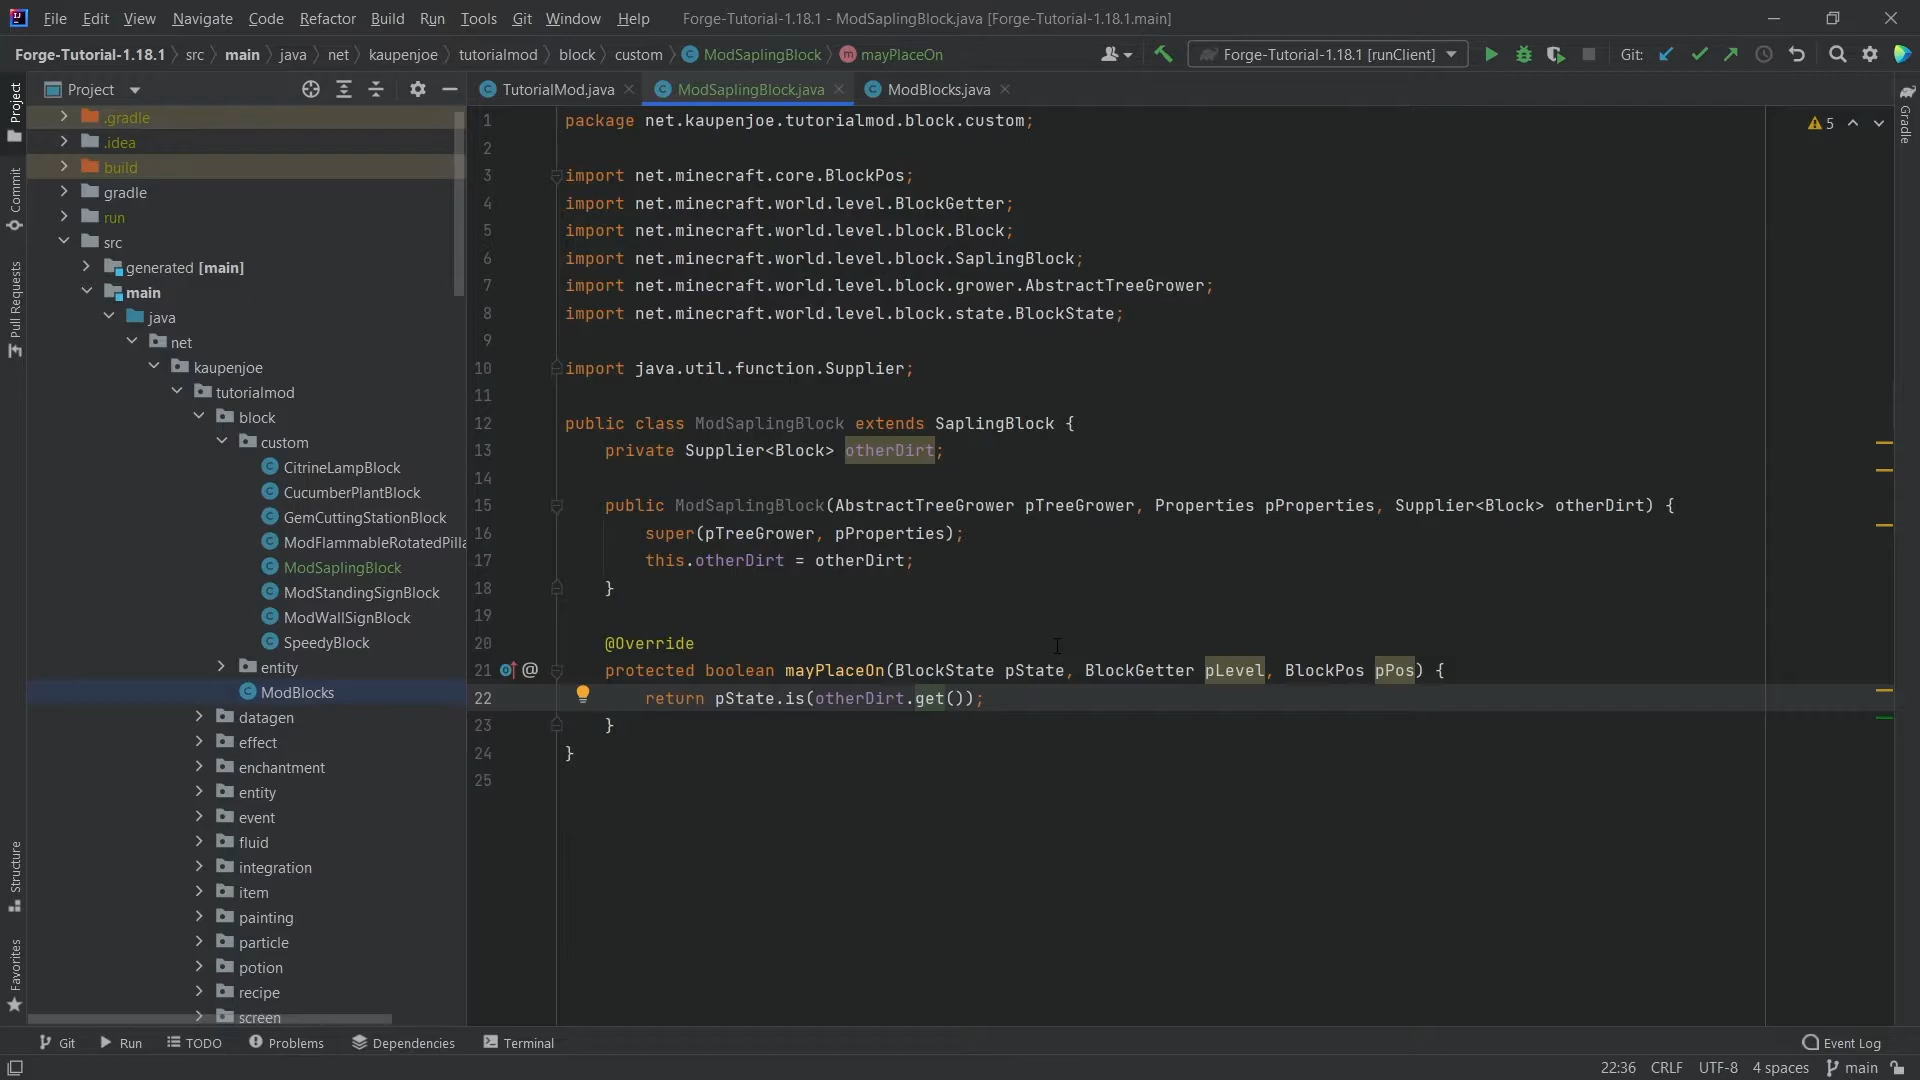 File Edit View Navigate Code Refactor Build Run Tools Git Window Help Forge-Tutorial-1.18.1 - ModSaplingBlock.java [Forge-Tutorial-1.18.1.main]
Forge-Tutorial-1.18.1 src main java net kaupenjoe tutorialmod block custom ModSaplingBlock mayPlaceOn Forge-Tutorial-1.18.1 [runClient] Git:
Project
TutorialMod.java ModSaplingBlock.java ModBlocks.java
Project
Commit
Pull Requests
Structure
Favorites
Gradle
.gradle
.idea
build
gradle
run
src
generated [main]
main
java
net
kaupenjoe
tutorialmod
block
custom
CitrineLampBlock
CucumberPlantBlock
GemCuttingStationBlock
ModFlammableRotatedPilla
ModSaplingBlock
ModStandingSignBlock
ModWallSignBlock
SpeedyBlock
entity
ModBlocks
datagen
effect
enchantment
entity
event
fluid
integration
item
painting
particle
potion
recipe
screen
5
1 package net.kaupenjoe.tutorialmod.block.custom;
2
3 import net.minecraft.core.BlockPos;
4 import net.minecraft.world.level.BlockGetter;
5 import net.minecraft.world.level.block.Block;
6 import net.minecraft.world.level.block.SaplingBlock;
7 import net.minecraft.world.level.block.grower.AbstractTreeGrower;
8 import net.minecraft.world.level.block.state.BlockState;
9
10 import java.util.function.Supplier;
11
12 public class ModSaplingBlock extends SaplingBlock {
13 private Supplier<Block> otherDirt;
14
15 public ModSaplingBlock(AbstractTreeGrower pTreeGrower, Properties pProperties, Supplier<Block> otherDirt) {
16 super(pTreeGrower, pProperties);
17 this.otherDirt = otherDirt;
18 }
19
20 @Override
21 @ protected boolean mayPlaceOn(BlockState pState, BlockGetter pLevel, BlockPos pPos) {
22 return pState.is(otherDirt.get());
23 }
24 }
25
Git Run TODO Problems Dependencies Terminal Event Log
22:36 CRLF UTF-8 4 spaces main